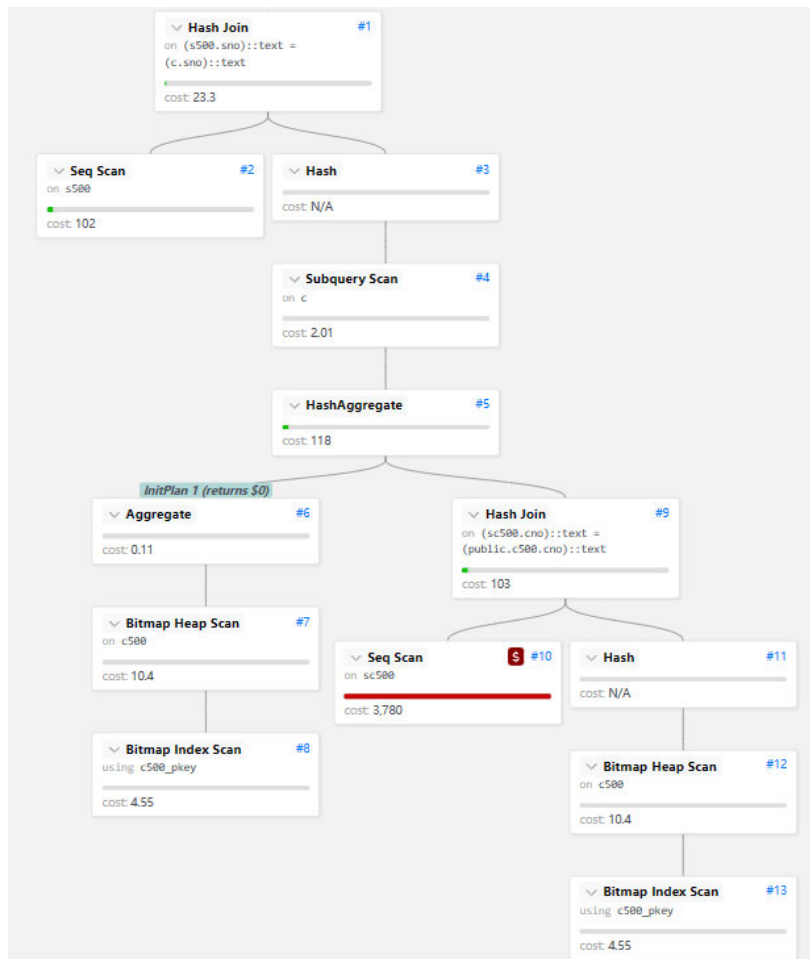 Hash Join #1
on (s500.sno)::text =
(c.sno)::text
cost: 23.3
Seq Scan #2
on s500
cost: 102
Hash #3
cost: N/A
Subquery Scan #4
on c
cost: 2.01
HashAggregate #5
cost: 118
InitPlan 1 (returns $0)
Aggregate #6
cost: 0.11
Hash Join #9
on (sc500.cno)::text =
(public.c500.cno)::text
cost: 103
Bitmap Heap Scan #7
on c500
cost: 10.4
Seq Scan $ #10
on sc500
cost: 3,780
Hash #11
cost: N/A
Bitmap Index Scan #8
using c500_pkey
cost: 4.55
Bitmap Heap Scan #12
on c500
cost: 10.4
Bitmap Index Scan #13
using c500_pkey
cost: 4.55